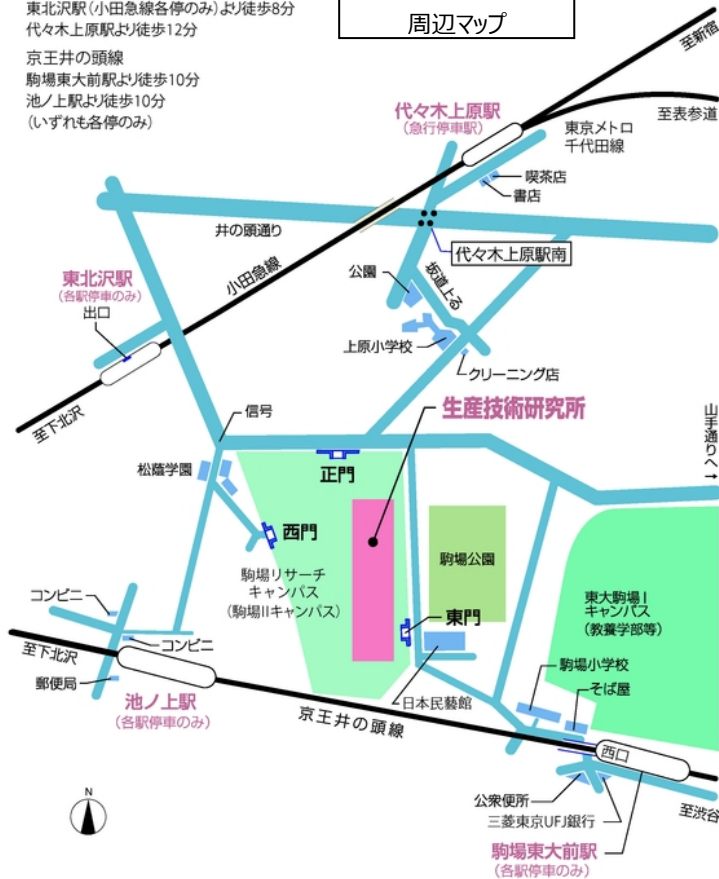 東北沢駅(小田急線各停のみ)より徒歩8分
代々木上原駅より徒歩12分
京王井の頭線
駒場東大前駅より徒歩10分
池ノ上駅より徒歩10分
(いずれも各停のみ)
周辺マップ
至新宿
代々木上原駅
(急行停車駅)
至表参道
東京メトロ
千代田線
喫茶店
書店
井の頭通り
代々木上原駅南
小田急線
東北沢駅
(各駅停車のみ)
出口
公園
坂道上る
上原小学校
クリーニング店
至下北沢
信号
生産技術研究所
山手通りへ→
松蔭学園
正門
西門
駒場リサーチ
キャンパス
(駒場IIキャンパス)
駒場公園
東大駒場I
キャンパス
(教養学部等)
コンビニ
東門
至下北沢
コンビニ
郵便局
池ノ上駅
(各駅停車のみ)
日本民藝館
駒場小学校
そば屋
京王井の頭線
西口
N
公衆便所
三菱東京UFJ銀行
至渋谷
駒場東大前駅
(各駅停車のみ)